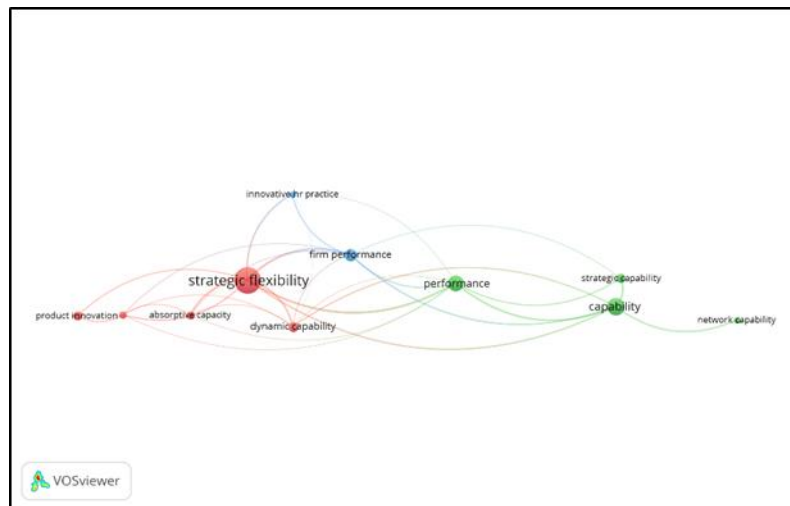 innovative hr practice
firm performance
strategic flexibility
performance
strategic capability
capability
product innovation
absorptive capacity
dynamic capability
network capability
VOSviewer